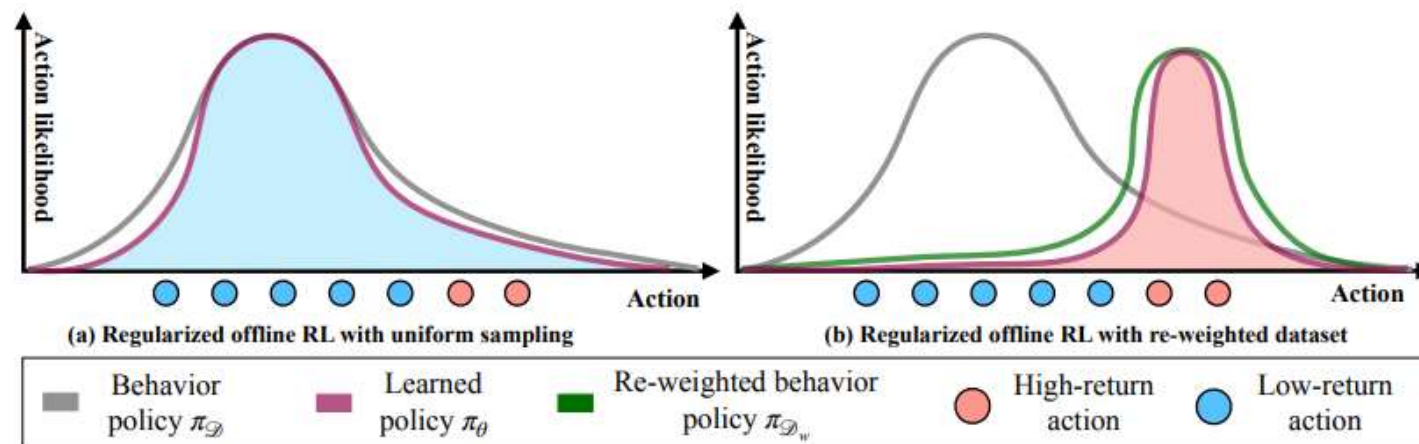 Action likelihood
Action
(a) Regularized offline RL with uniform sampling
Action likelihood
Action
(b) Regularized offline RL with re-weighted dataset
Behavior
policy π𝒟
Learned
policy πθ
Re-weighted behavior
policy π𝒟w
High-return
action
Low-return
action